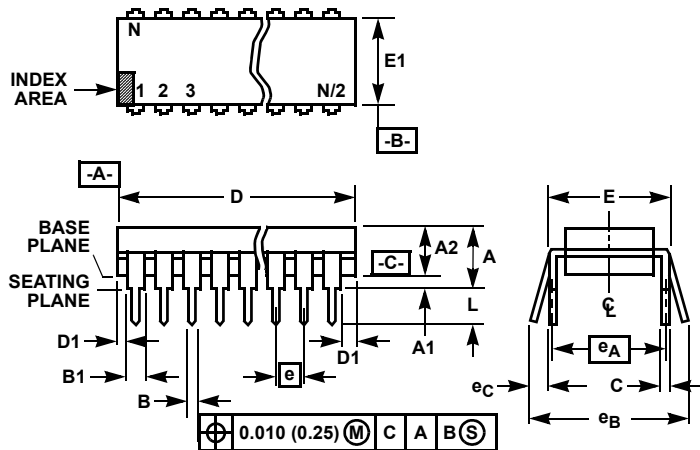 N
E1
INDEX
AREA
1 2 3 N/2
-B-
-A-
D
E
BASE
PLANE
A2
A
-C-
SEATING
PLANE
L
C
L
D1
A1
D1
eA
B1
e
eC
C
B
eB
0.010 (0.25) M C A B S